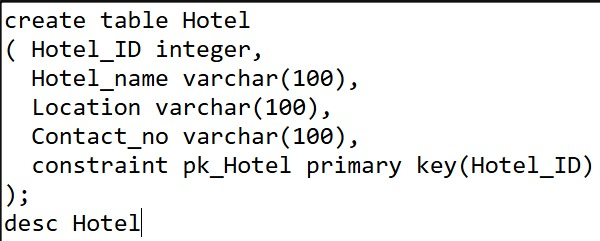 create table Hotel
( Hotel_ID integer,
  Hotel_name varchar(100),
  Location varchar(100),
  Contact_no varchar(100),
  constraint pk_Hotel primary key(Hotel_ID)
);
desc Hotel